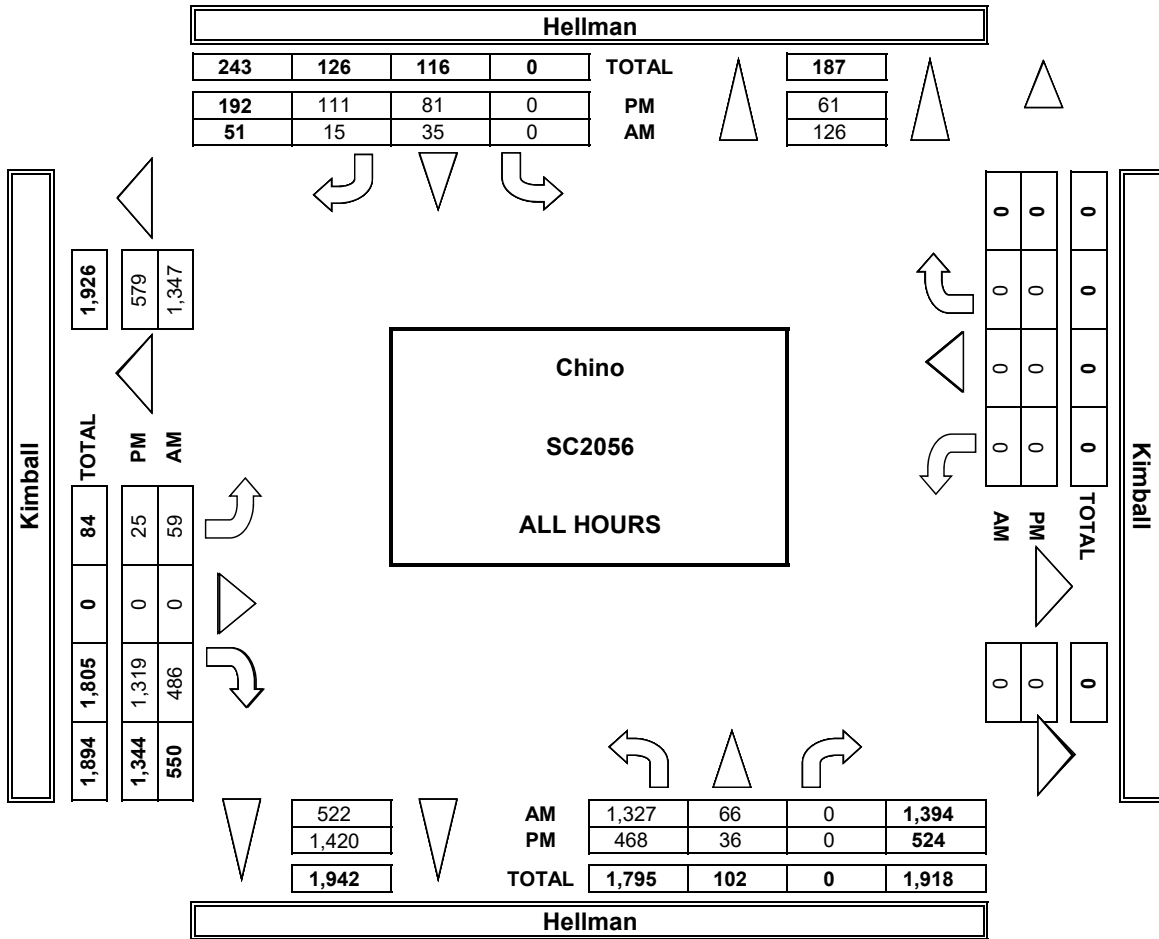 Hellman
243 126 116 0 TOTAL 187
192 111 81 0 PM 61
51 15 35 0 AM 126
Kimball
1,926
579
1,347
TOTAL PM AM
84 25 59
0 0 0
1,805 1,319 486
1,894 1,344 550
Chino
SC2056
ALL HOURS
0 0 0
0 0 0
0 0 0
0 0 0
AM PM TOTAL
0 0 0
Kimball
522 AM 1,327 66 0 1,394
1,420 PM 468 36 0 524
1,942 TOTAL 1,795 102 0 1,918
Hellman